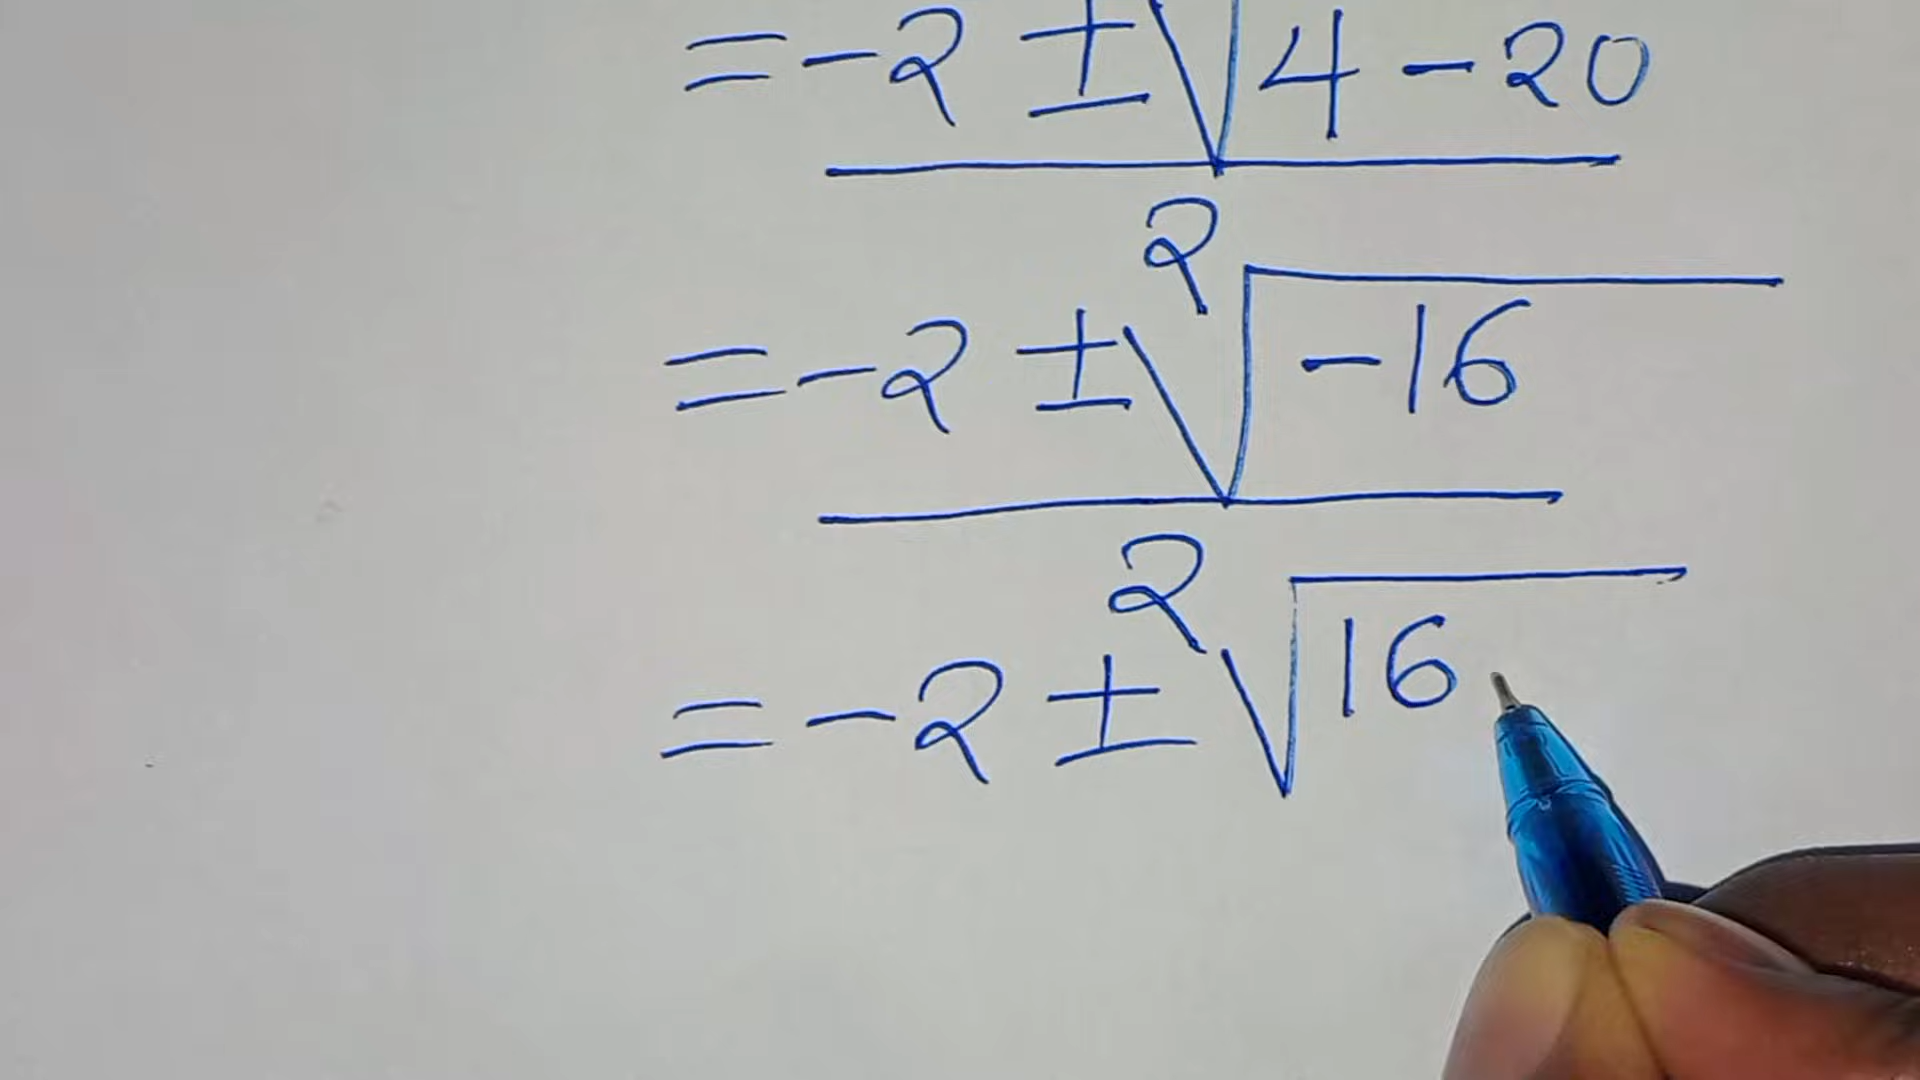 = -2 ± √4 - 20
2
= -2 ± √-16
2
= -2 ± √16